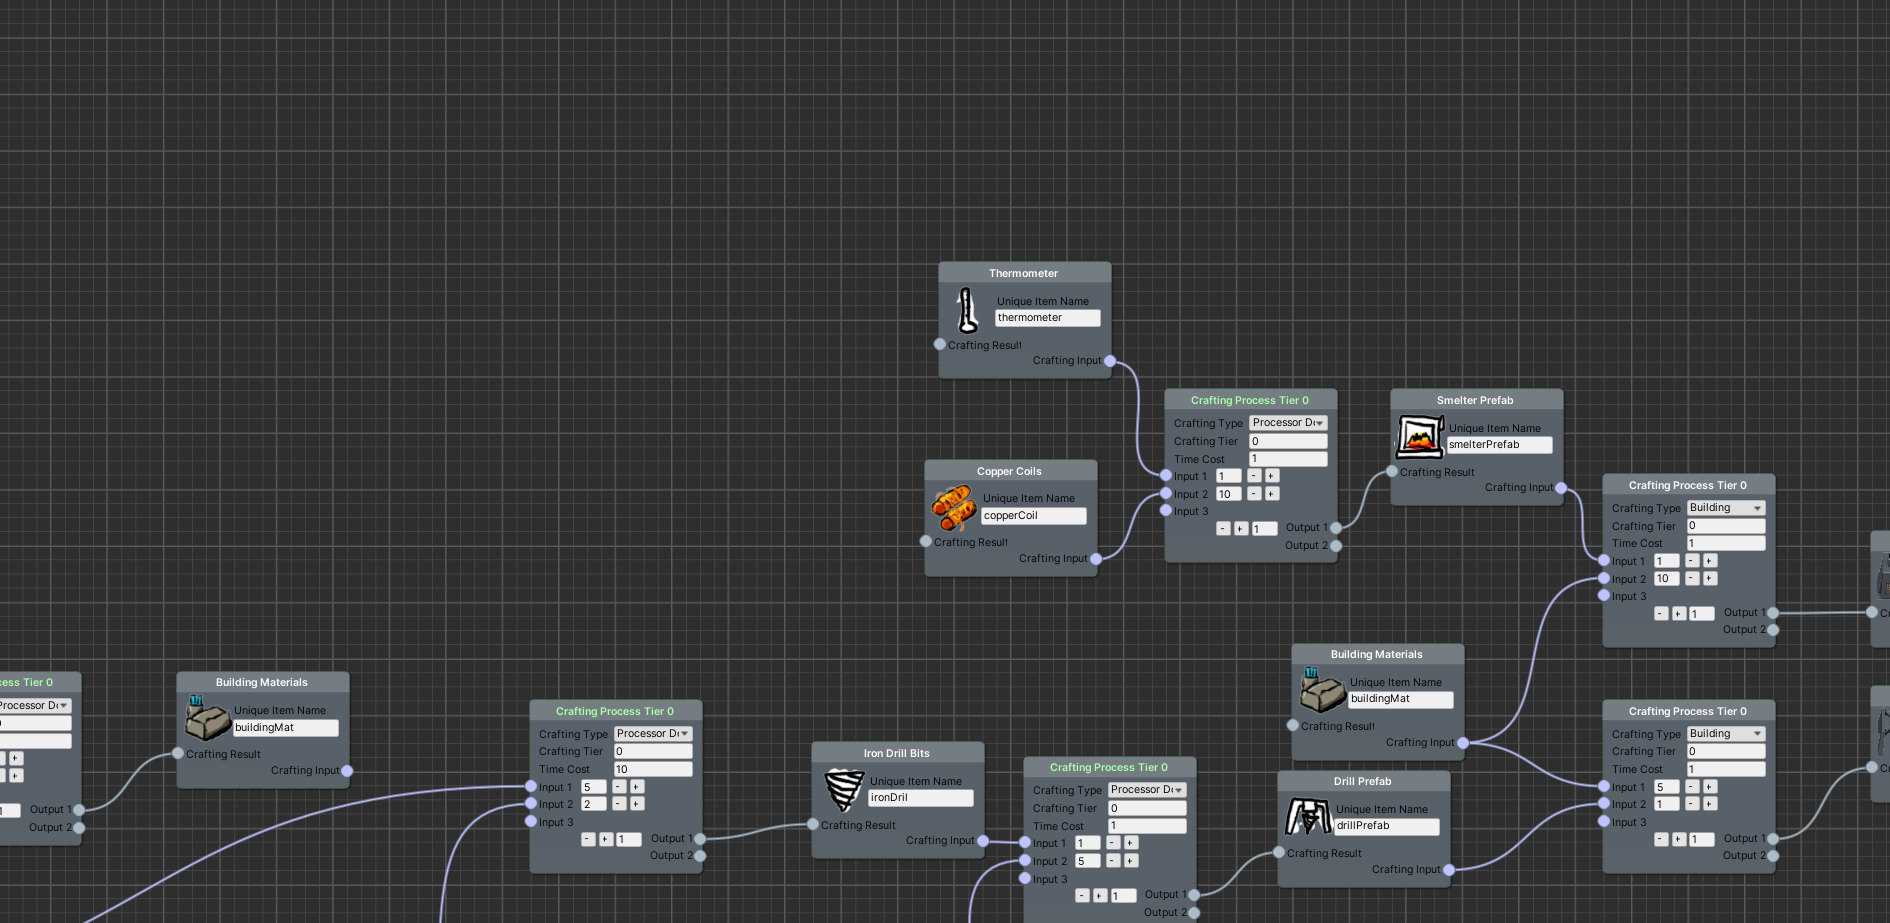 Thermometer
Unique Item Name
thermometer
Crafting Result
Crafting Input
Copper Coils
Unique Item Name
copperCoil
Crafting Result
Crafting Input
Crafting Process Tier 0
Crafting Type
Crafting Tier 0
Time Cost 1
Input 1 1 - +
Input 2 10 - +
Input 3
- + 1 Output 1
Output 2
Smelter Prefab
Unique Item Name
smelterPrefab
Crafting Result
Crafting Input
Crafting Process Tier 0
Crafting Type Building
Crafting Tier 0
Time Cost 1
Input 1 1 - +
Input 2 10 - +
Input 3
- + 1 Output 1
Output 2
Tier 0
Processor
+
+
Output 1
Output 2
Building Materials
Unique Item Name
buildingMat
Crafting Result
Crafting Input
Crafting Process Tier 0
Crafting Type Processor
Crafting Tier 0
Time Cost 10
Input 1 5 - +
Input 2 2 - +
Input 3
- + 1 Output 1
Output 2
Iron Drill Bits
Unique Item Name
ironDril
Crafting Result
Crafting Input
Crafting Process Tier 0
Crafting Type Processor
Crafting Tier 0
Time Cost 1
Input 1 1 - +
Input 2 5 - +
Input 3
- + 1 Output 1
Output 2
Building Materials
Unique Item Name
buildingMat
Crafting Result
Crafting Input
Drill Prefab
Unique Item Name
drillPrefab
Crafting Result
Crafting Input
Crafting Process Tier 0
Crafting Type Building
Crafting Tier 0
Time Cost 1
Input 1 5 - +
Input 2 1 - +
Input 3
- + 1 Output 1
Output 2